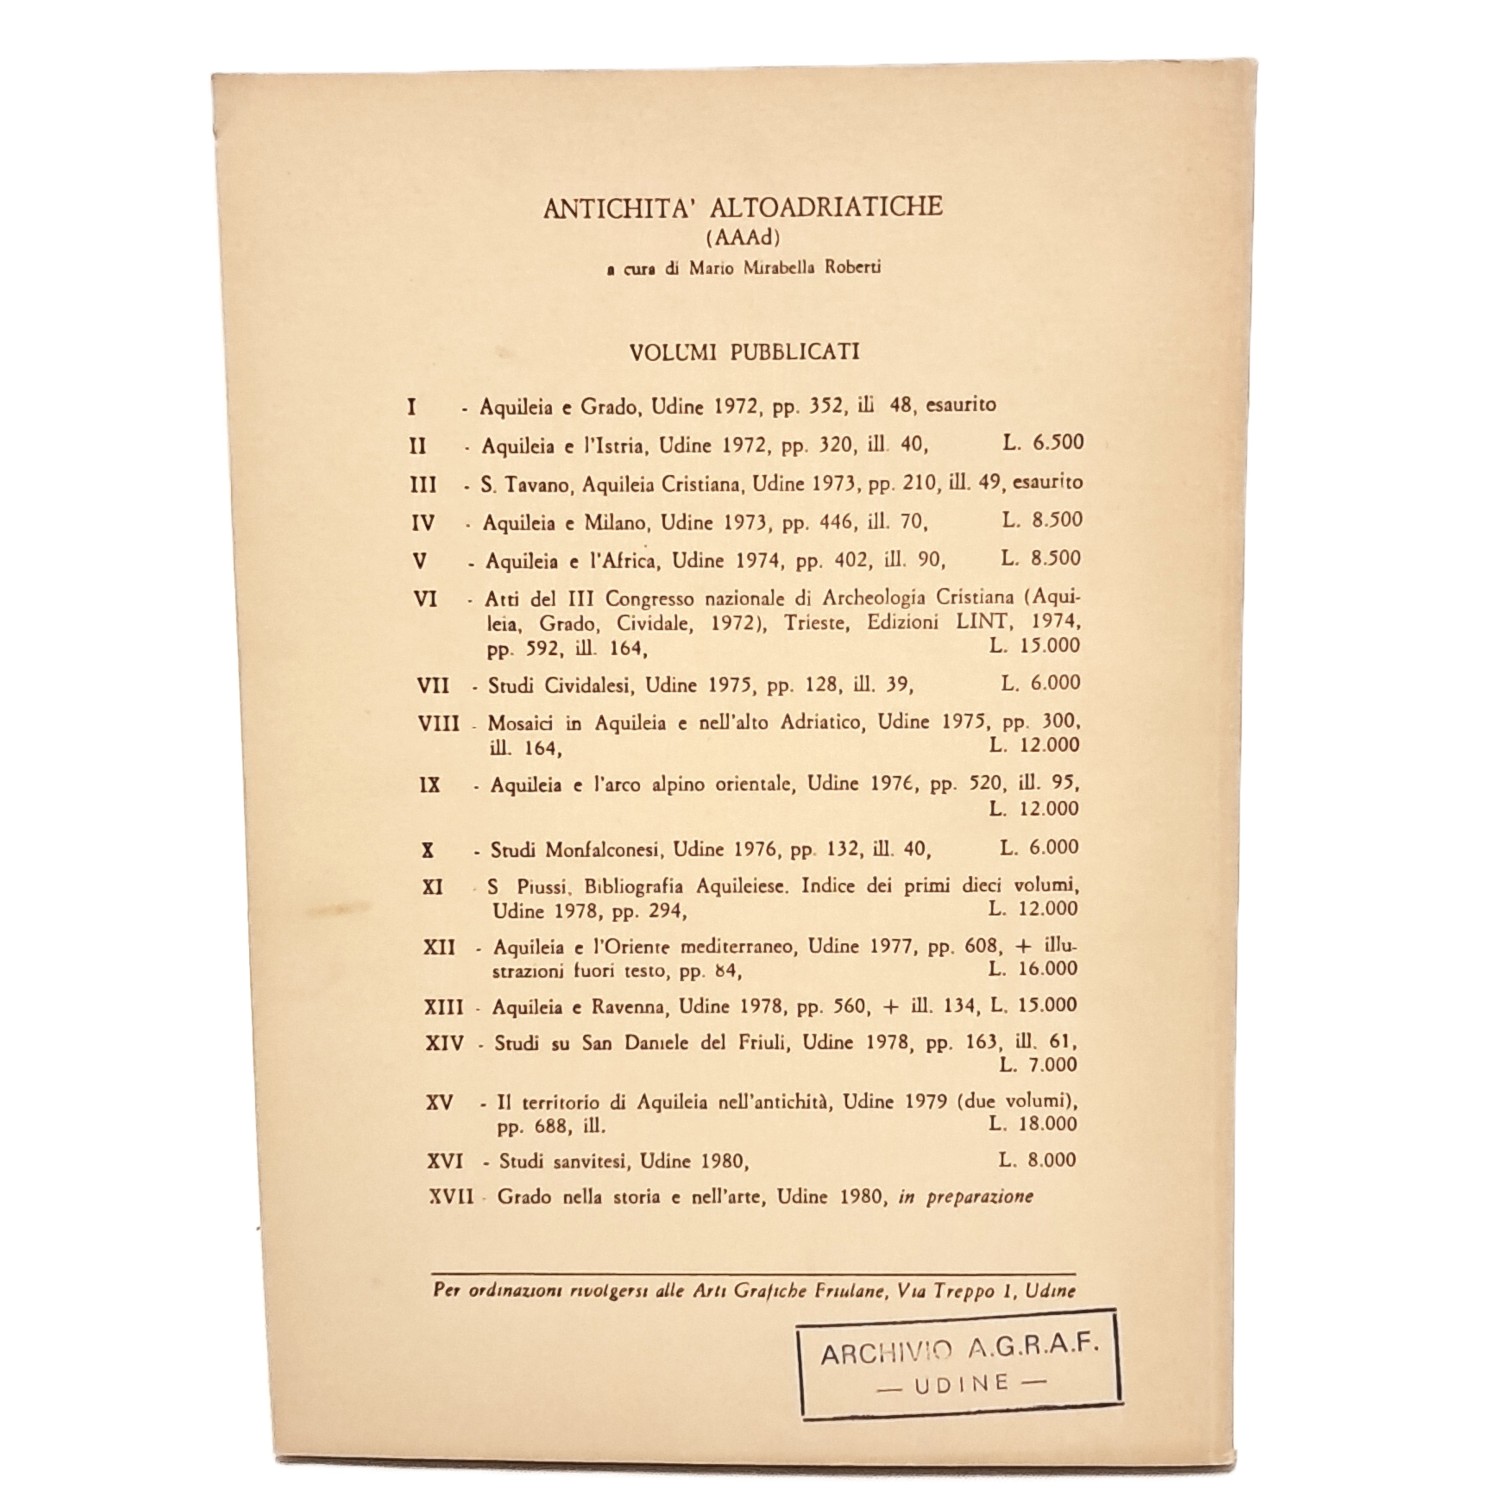 ANTICHITA' ALTOADRIATICHE
(AAAd)
a cura di Mario Mirabella Roberti
VOLUMI PUBBLICATI
I - Aquileia e Grado, Udine 1972, pp. 352, ill 48, esaurito
II - Aquileia e l'Istria, Udine 1972, pp. 320, ill. 40, L. 6.500
III - S. Tavano, Aquileia Cristiana, Udine 1973, pp. 210, ill. 49, esaurito
IV - Aquileia e Milano, Udine 1973, pp. 446, ill. 70, L. 8.500
V - Aquileia e l'Africa, Udine 1974, pp. 402, ill. 90, L. 8.500
VI - Atti del III Congresso nazionale di Archeologia Cristiana (Aqui-
leia, Grado, Cividale, 1972), Trieste, Edizioni LINT, 1974,
pp. 592, ill. 164, L. 15.000
VII - Studi Cividalesi, Udine 1975, pp. 128, ill. 39, L. 6.000
VIII - Mosaici in Aquileia e nell'alto Adriatico, Udine 1975, pp. 300,
ill. 164, L. 12.000
IX - Aquileia e l'arco alpino orientale, Udine 1976, pp. 520, ill. 95,
L. 12.000
X - Studi Monfalconesi, Udine 1976, pp. 132, ill. 40, L. 6.000
XI - S. Piussi, Bibliografia Aquileiese. Indice dei primi dieci volumi,
Udine 1978, pp. 294, L. 12.000
XII - Aquileia e l'Oriente mediterraneo, Udine 1977, pp. 608, + illu-
strazioni fuori testo, pp. 84, L. 16.000
XIII - Aquileia e Ravenna, Udine 1978, pp. 560, + ill. 134, L. 15.000
XIV - Studi su San Daniele del Friuli, Udine 1978, pp. 163, ill. 61,
L. 7.000
XV - Il territorio di Aquileia nell'antichità, Udine 1979 (due volumi),
pp. 688, ill. L. 18.000
XVI - Studi sanvitesi, Udine 1980, L. 8.000
XVII - Grado nella storia e nell'arte, Udine 1980, in preparazione
Per ordinazioni rivolgersi alle Arti Grafiche Friulane, Via Treppo 1, Udine
ARCHIVIO A.G.R.A.F.
— UDINE —